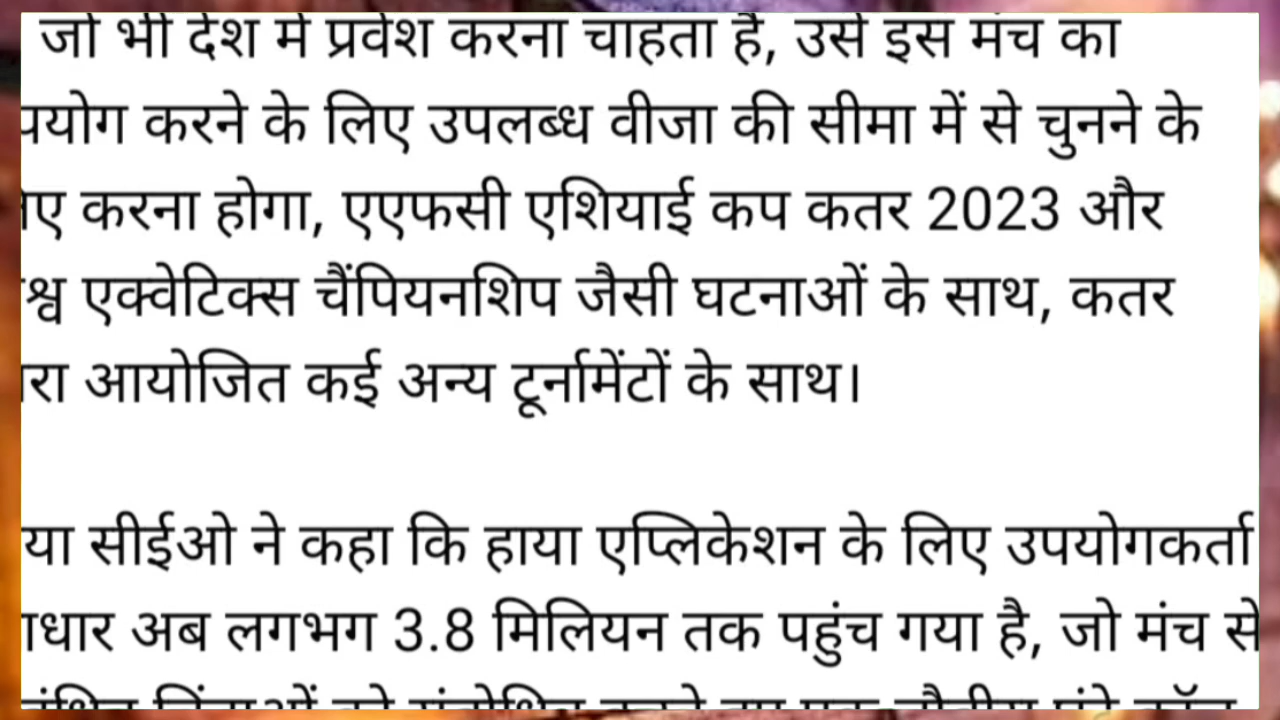 जो भी देश में प्रवेश करना चाहता है, उसे इस मंच का
करने के लिए उपलब्ध वीजा की सीमा में से चुनने के
करना होगा, एएफसी एशियाई कप कतर 2023 और
एक्वेटिक्स चैंपियनशिप जैसी घटनाओं के साथ, कतर
आयोजित कई अन्य टूर्नामेंटों के साथ।
सीईओ ने कहा कि हाया एप्लिकेशन के लिए उपयोगकर्ता
अब लगभग 3.8 मिलियन तक पहुंच गया है, जो मंच से